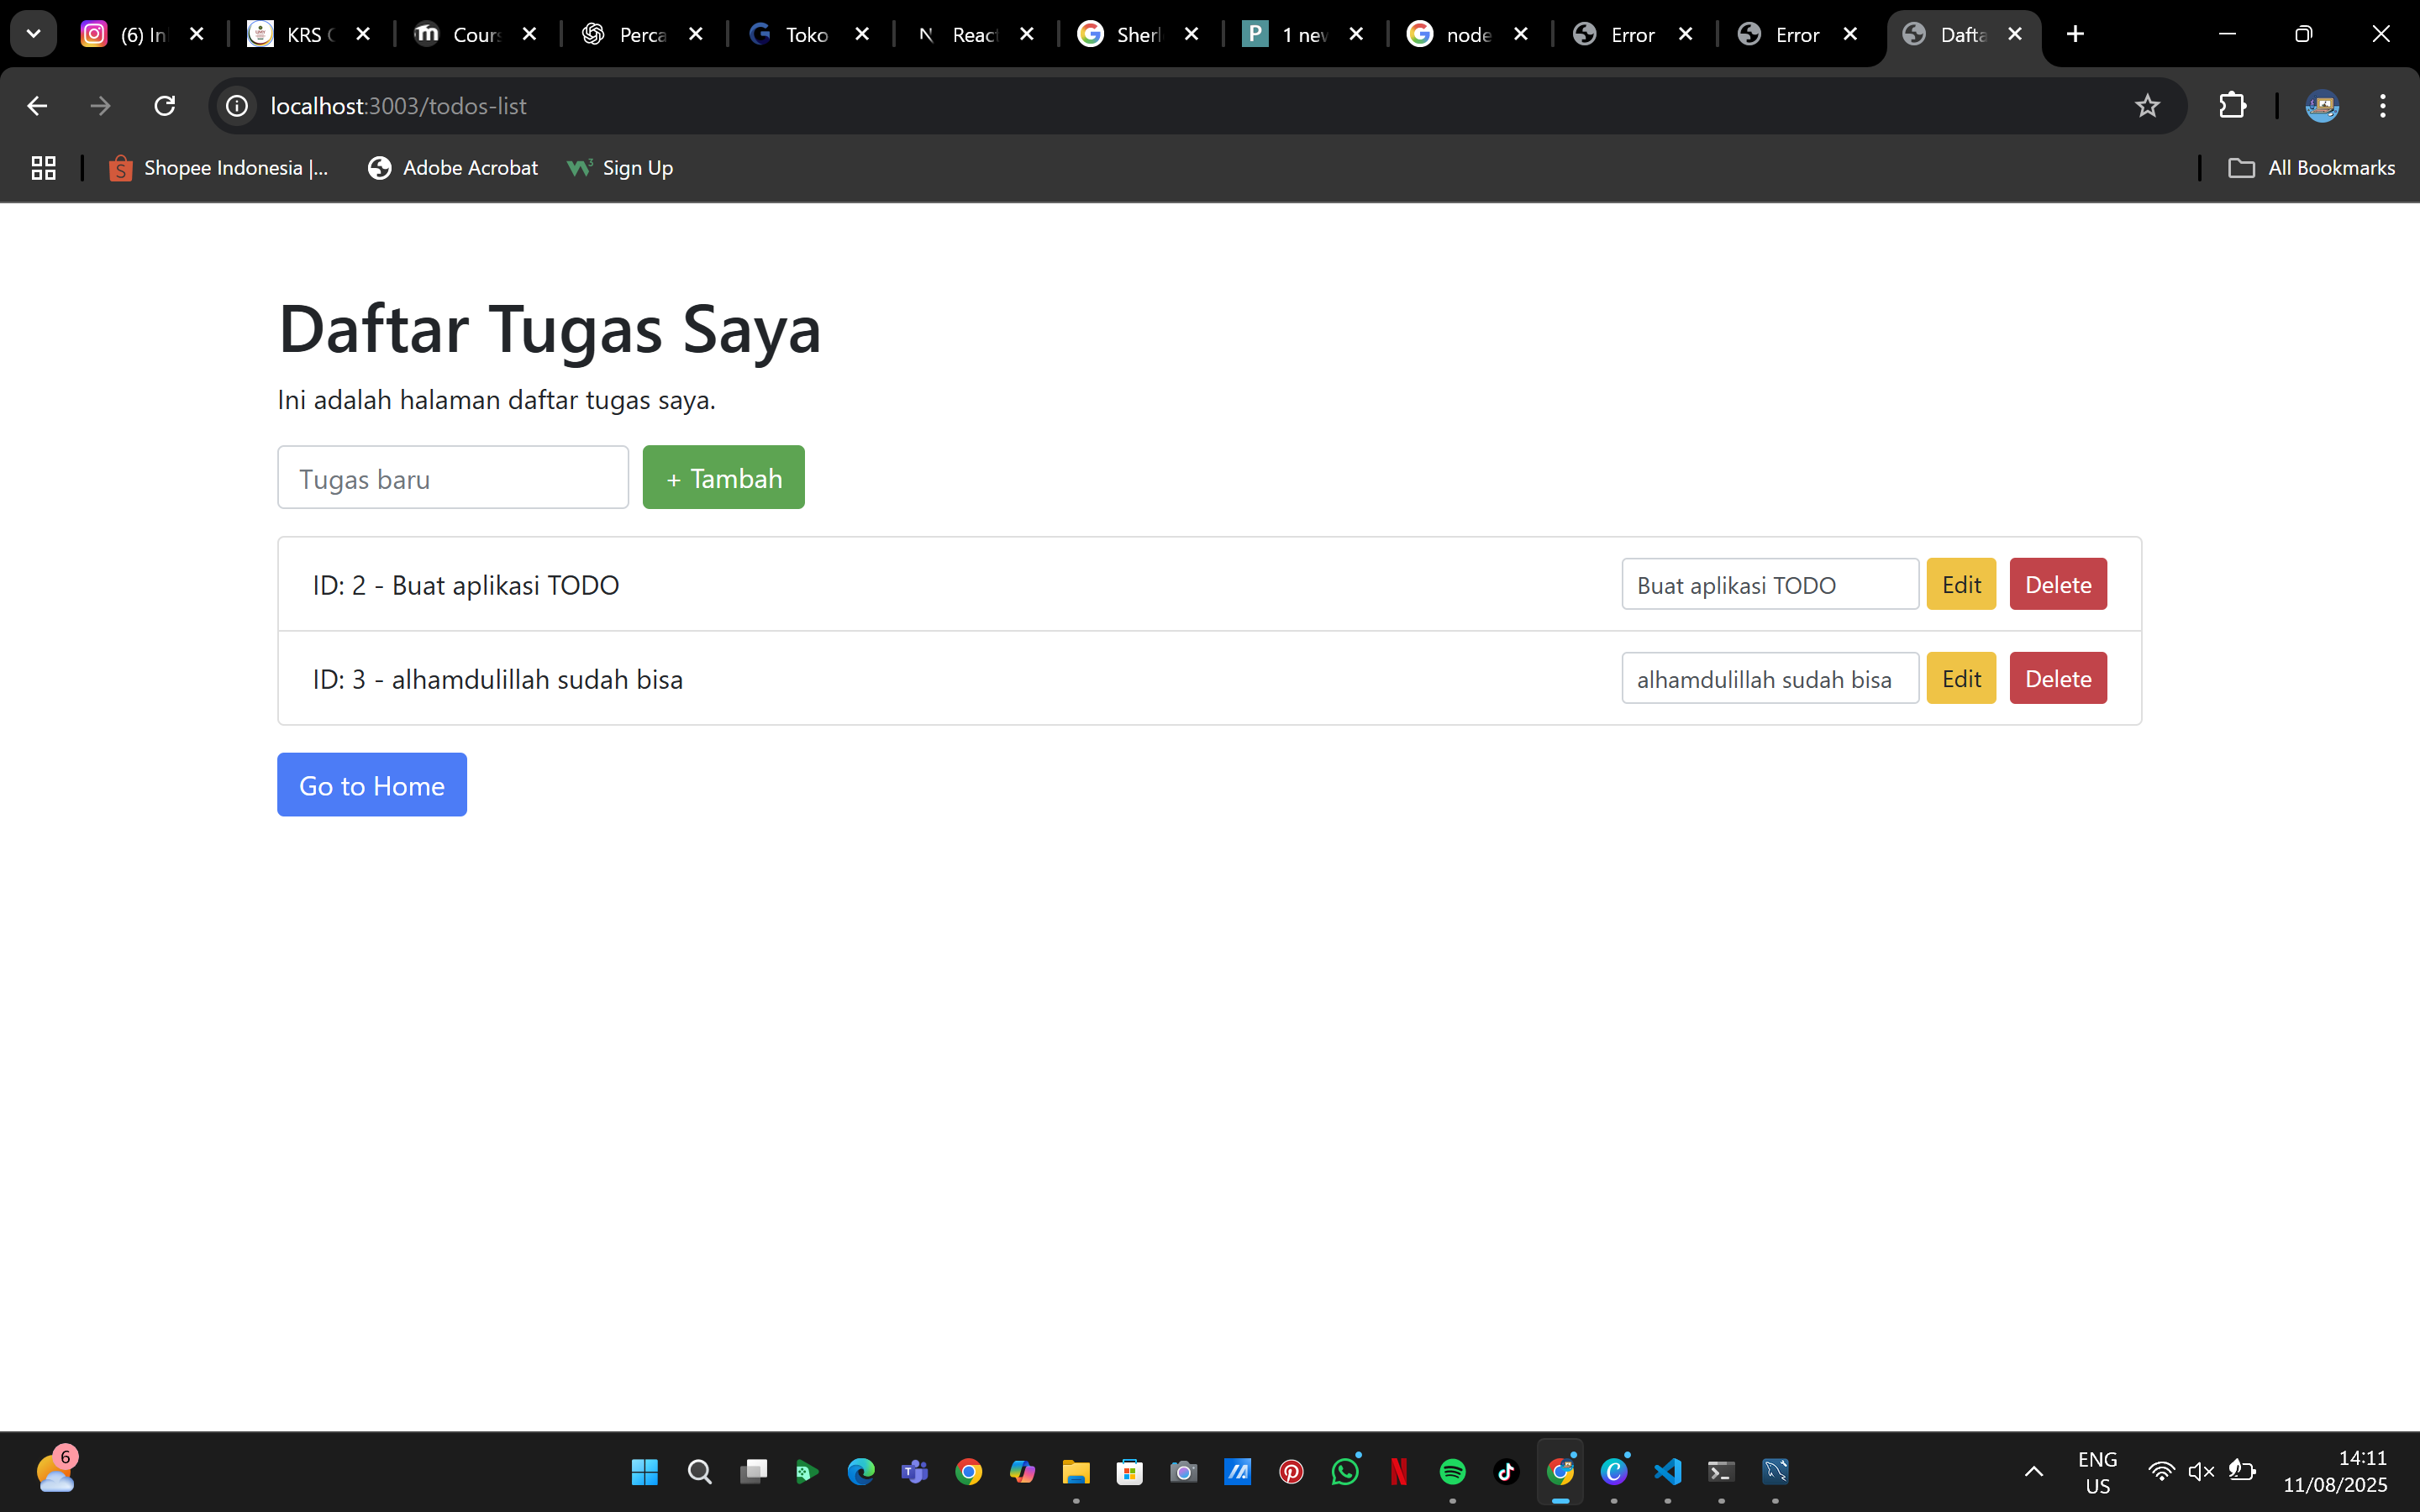 (6) In
KRS
Cour
Perca
Toko
Reac
Sherl
1 new
node
Error
Error
Dafta
localhost:3003/todos-list
Shopee Indonesia |...
Adobe Acrobat
Sign Up
All Bookmarks
Daftar Tugas Saya
Ini adalah halaman daftar tugas saya.
Tugas baru
+ Tambah
ID: 2 - Buat aplikasi TODO
Buat aplikasi TODO
Edit
Delete
ID: 3 - alhamdulillah sudah bisa
alhamdulillah sudah bisa
Edit
Delete
Go to Home
6
ENG
US
14:11
11/08/2025